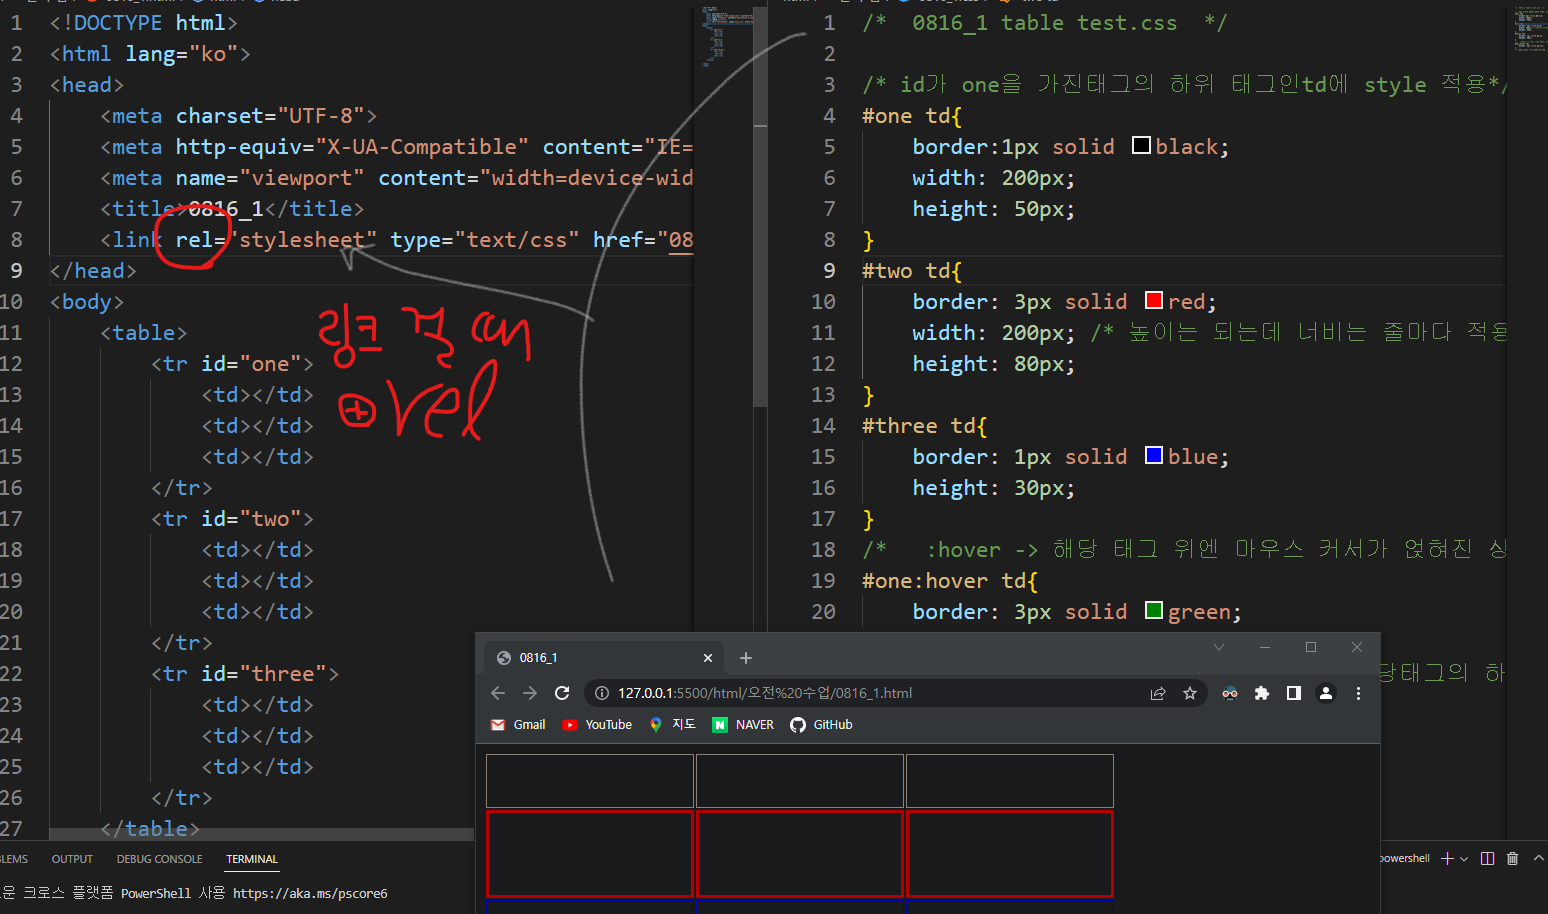 1 <!DOCTYPE html>
2 <html lang="ko">
3 <head>
4 <meta charset="UTF-8">
5 <meta http-equiv="X-UA-Compatible" content="IE=
6 <meta name="viewport" content="width=device-wid
7 <title>0816_1</title>
8 <link rel="stylesheet" type="text/css" href="08
9 </head>
10 <body>
11 <table>
12 <tr id="one">
13 <td></td>
14 <td></td>
15 <td></td>
16 </tr>
17 <tr id="two">
18 <td></td>
19 <td></td>
20 <td></td>
21 </tr>
22 <tr id="three">
23 <td></td>
24 <td></td>
25 <td></td>
26 </tr>
27 </table>
링크 걸 때
⊕ rel
1 /* 0816_1 table test.css */
2
3 /* id가 one을 가진태그의 하위 태그인td에 style 적용*/
4 #one td{
5 border:1px solid black;
6 width: 200px;
7 height: 50px;
8 }
9 #two td{
10 border: 3px solid red;
11 width: 200px; /* 높이는 되는데 너비는 줄마다 적용
12 height: 80px;
13 }
14 #three td{
15 border: 1px solid blue;
16 height: 30px;
17 }
18 /* :hover -> 해당 태그 위엔 마우스 커서가 얹혀진 상
19 #one:hover td{
20 border: 3px solid green;
당태그의 하
0816_1
127.0.0.1:5500/html/오전%20수업/0816_1.html
Gmail YouTube 지도 NAVER GitHub
BLEMS OUTPUT DEBUG CONSOLE TERMINAL
powershell
운 크로스 플랫폼 PowerShell 사용 https://aka.ms/pscore6